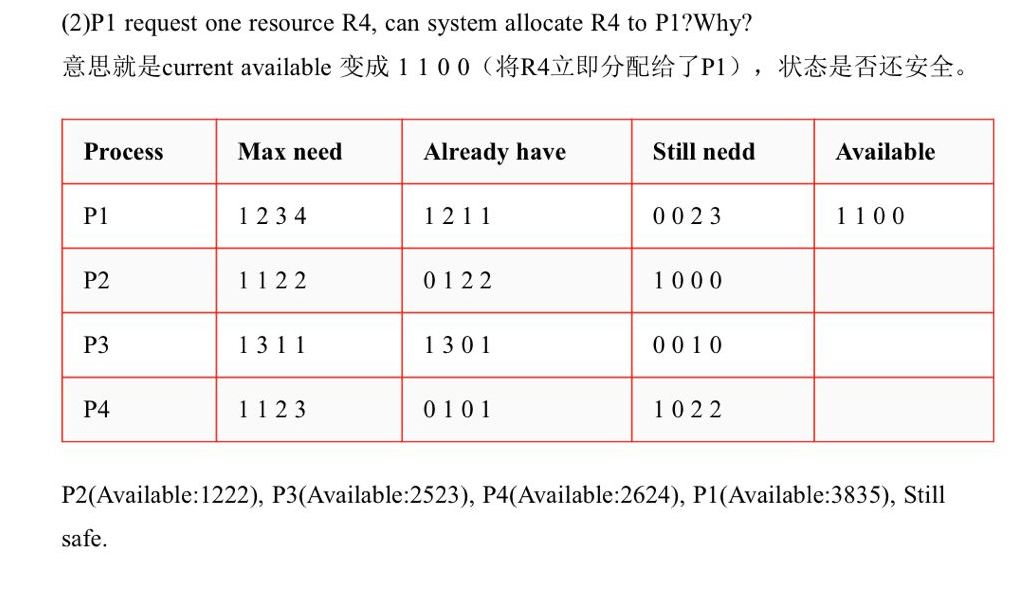 (2)P1 request one resource R4, can system allocate R4 to P1?Why?
意思就是current available 变成 1 1 0 0（将R4立即分配给了P1），状态是否还安全。
Process Max need Already have Still nedd Available
P1 1 2 3 4 1 2 1 1 0 0 2 3 1 1 0 0
P2 1 1 2 2 0 1 2 2 1 0 0 0
P3 1 3 1 1 1 3 0 1 0 0 1 0
P4 1 1 2 3 0 1 0 1 1 0 2 2
P2(Available:1222), P3(Available:2523), P4(Available:2624), P1(Available:3835), Still
safe.